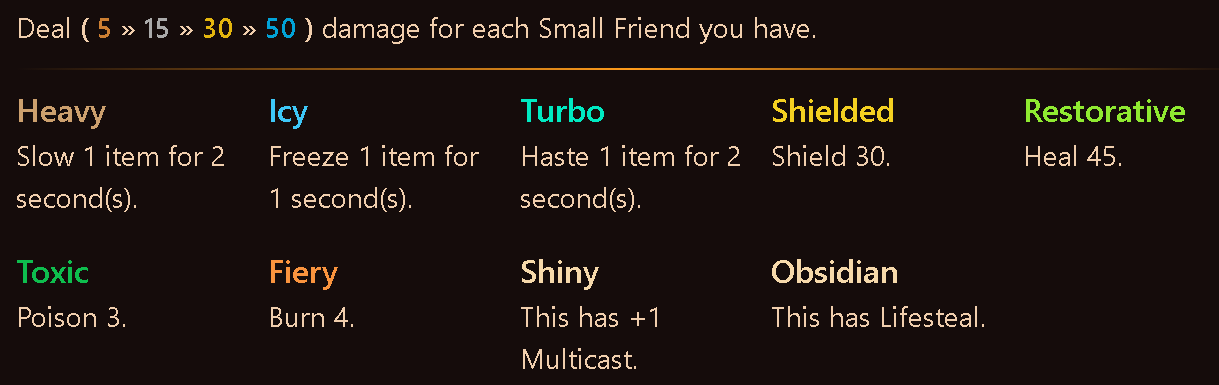 Deal ( 5 » 15 » 30 » 50 ) damage for each Small Friend you have.
Heavy
Slow 1 item for 2
second(s).
Icy
Freeze 1 item for
1 second(s).
Turbo
Haste 1 item for 2
second(s).
Shielded
Shield 30.
Restorative
Heal 45.
Toxic
Poison 3.
Fiery
Burn 4.
Shiny
This has +1
Multicast.
Obsidian
This has Lifesteal.